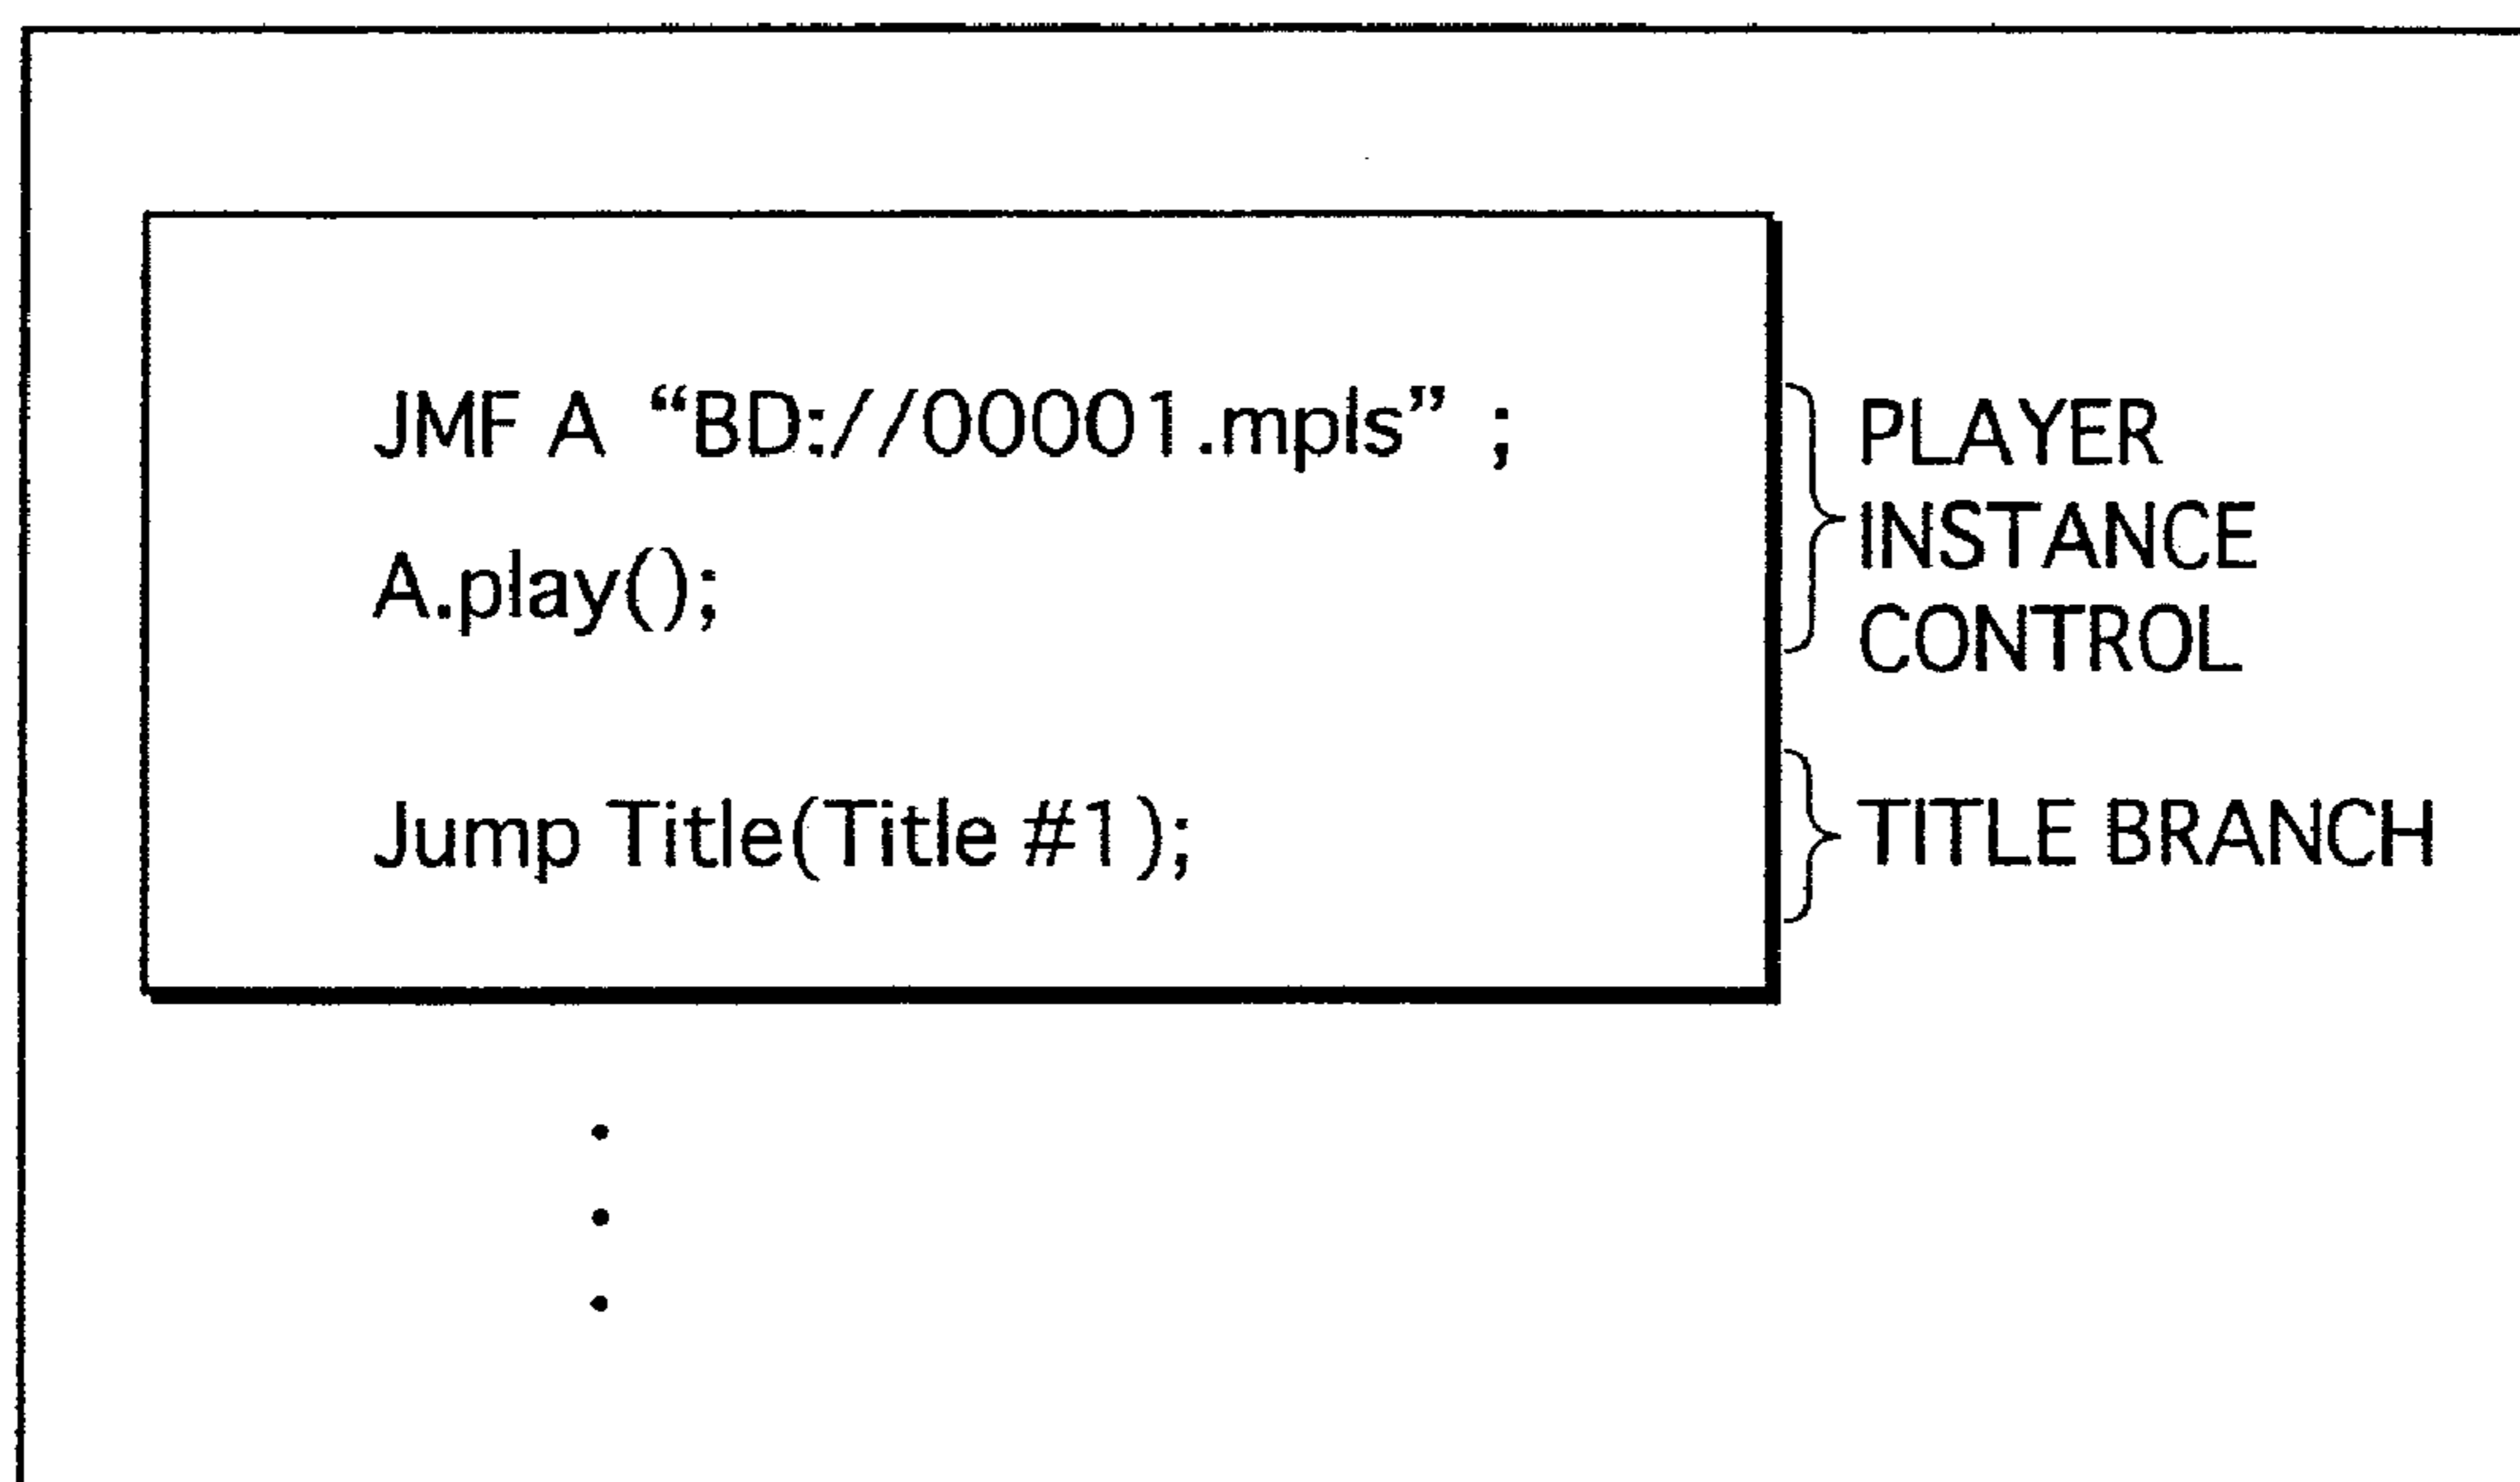 JMF A “BD://00001.mpls” ;
A.play();
Jump Title(Title #1);
PLAYER
INSTANCE
CONTROL
TITLE BRANCH